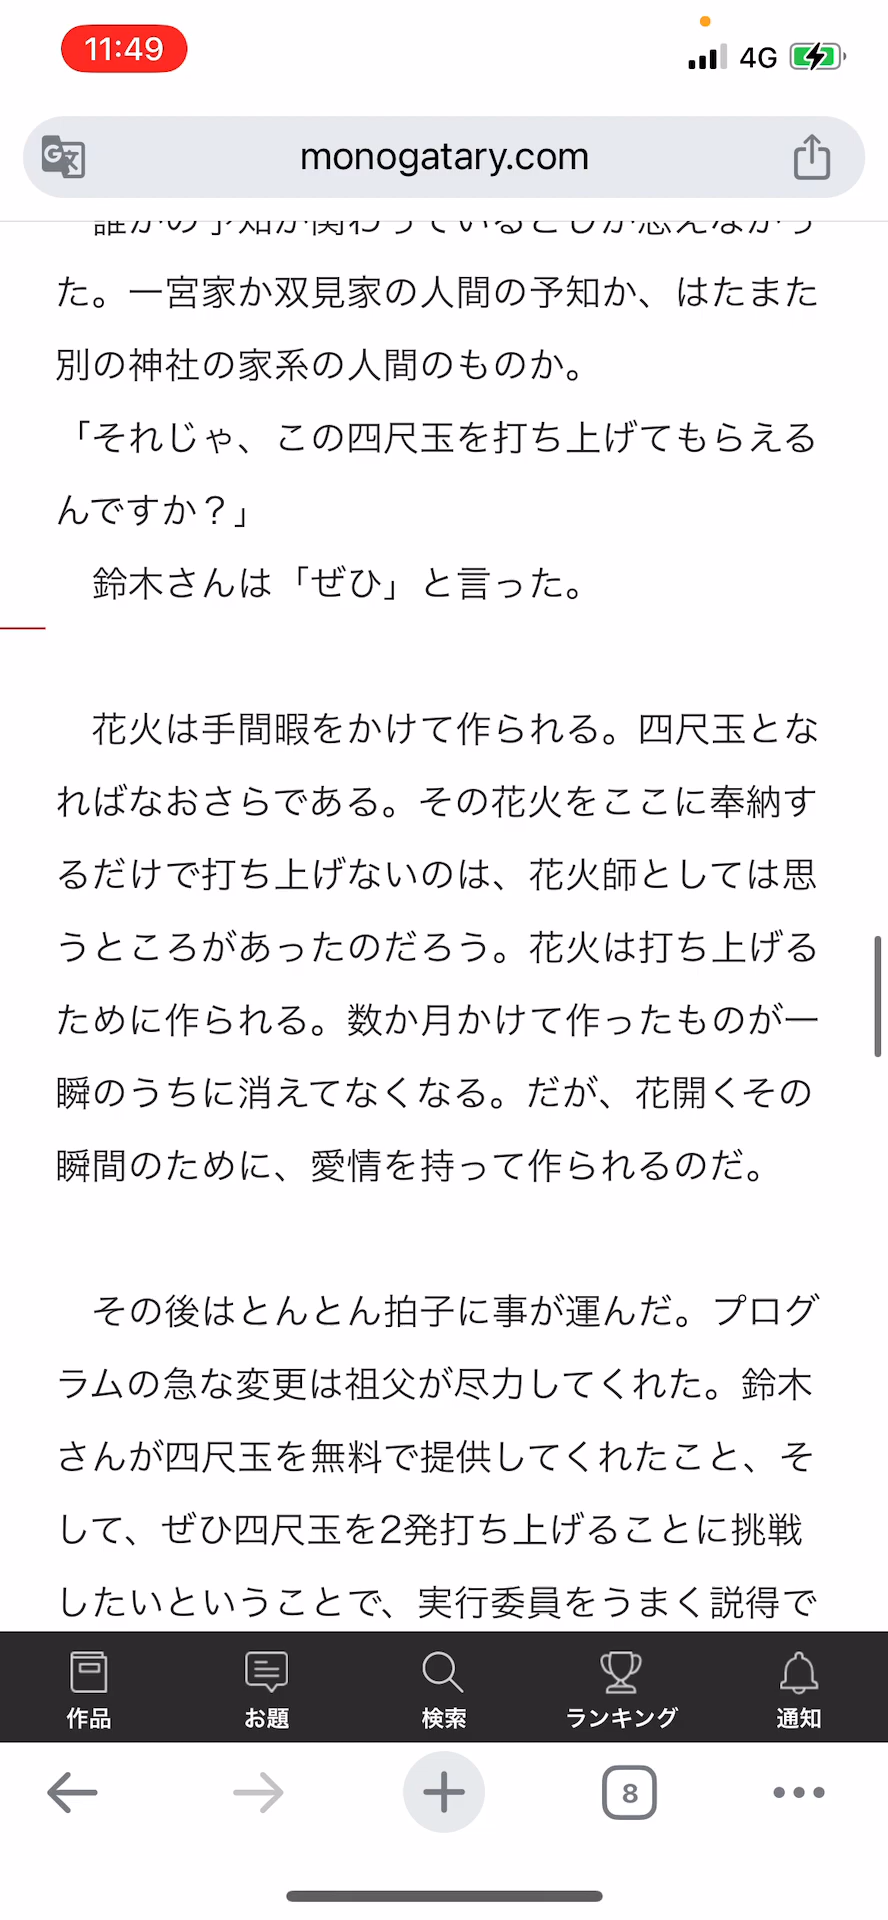 11:49
4G
monogatary.com
た。一宮家か双見家の人間の予知か、はたまた
別の神社の家系の人間のものか。
「それじゃ、この四尺玉を打ち上げてもらえる
んですか？」
鈴木さんは「ぜひ」と言った。
花火は手間暇をかけて作られる。四尺玉とな
ればなおさらである。その花火をここに奉納す
るだけで打ち上げないのは、花火師としては思
うところがあったのだろう。花火は打ち上げる
ために作られる。数か月かけて作ったものが一
瞬のうちに消えてなくなる。だが、花開くその
瞬間のために、愛情を持って作られるのだ。
その後はとんとん拍子に事が運んだ。プログ
ラムの急な変更は祖父が尽力してくれた。鈴木
さんが四尺玉を無料で提供してくれたこと、そ
して、ぜひ四尺玉を2発打ち上げることに挑戦
したいということで、実行委員をうまく説得で
作品
お題
検索
ランキング
通知
8